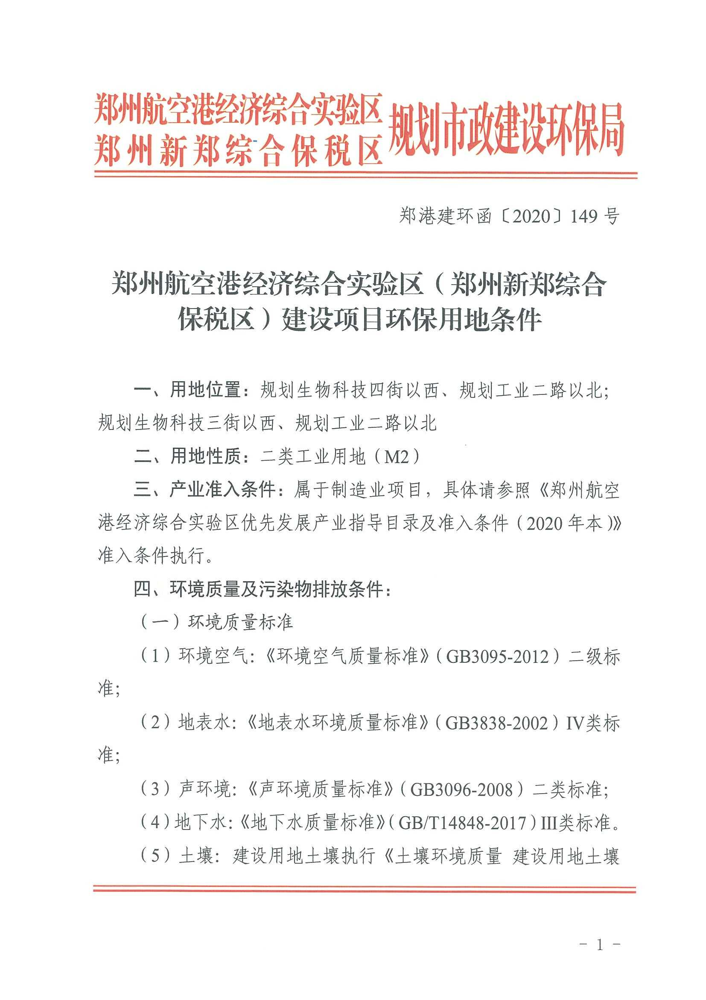 郑州航空港经济综合实验区
郑州新郑综合保税区
规划市政建设环保局
郑港建环函〔2020〕149 号
郑州航空港经济综合实验区（郑州新郑综合
保税区）建设项目环保用地条件
一、用地位置：规划生物科技四街以西、规划工业二路以北；
规划生物科技三街以西、规划工业二路以北
二、用地性质：二类工业用地（M2）
三、产业准入条件：属于制造业项目，具体请参照《郑州航空
港经济综合实验区优先发展产业指导目录及准入条件（2020 年本）》
准入条件执行。
四、环境质量及污染物排放条件：
（一）环境质量标准
（1）环境空气：《环境空气质量标准》（GB3095-2012）二级标
准；
（2）地表水：《地表水环境质量标准》（GB3838-2002）IV类标
准；
（3）声环境：《声环境质量标准》（GB3096-2008）二类标准；
（4）地下水：《地下水质量标准》（GB/T14848-2017）III类标准。
（5）土壤： 建设用地土壤执行《土壤环境质量 建设用地土壤
- 1 -